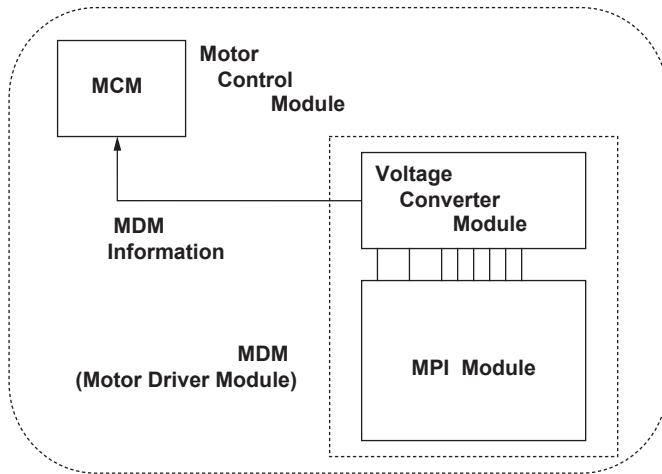 MCM
Motor
Control
Module
Voltage
Converter
Module
MDM
Information
MDM
(Motor Driver Module)
MPI Module